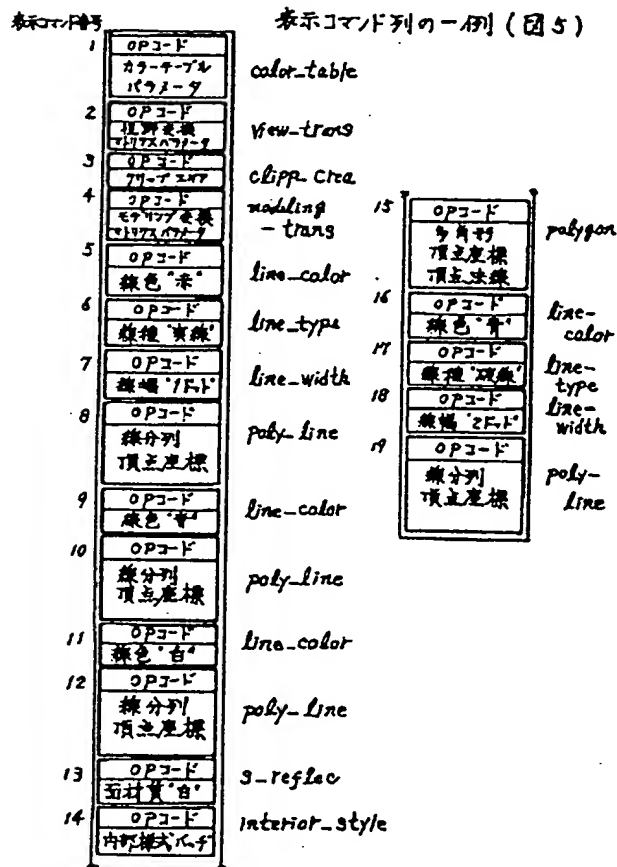 表示コマンド列の一例(図5)
表示コマンド番号
1
OPコード
カラーテーブル
パラメータ
color_table
2
OPコード
視野変換
マトリクスパラメータ
view_trans
3
OPコード
クリップエリア
clipp_crea
4
OPコード
モデリング変換
マトリクスパラメータ
modling
-trans
5
OPコード
線色"赤"
line_color
6
OPコード
線種"実線"
line_type
7
OPコード
線幅"1ドット"
line_width
8
OPコード
線分列
頂点座標
poly_line
9
OPコード
線色"青"
line_color
10
OPコード
線分列
頂点座標
poly_line
11
OPコード
線色"白"
line_color
12
OPコード
線分列
頂点座標
poly_line
13
OPコード
面材質"白"
s_reflec
14
OPコード
内部様式
interior_style
15
OPコード
多角形
頂点座標
頂点法線
polygon
16
OPコード
線色"青"
line-
color
17
OPコード
線種"破線"
line-
type
18
OPコード
線幅"2ドット"
line-
width
19
OPコード
線分列
頂点座標
poly-
line